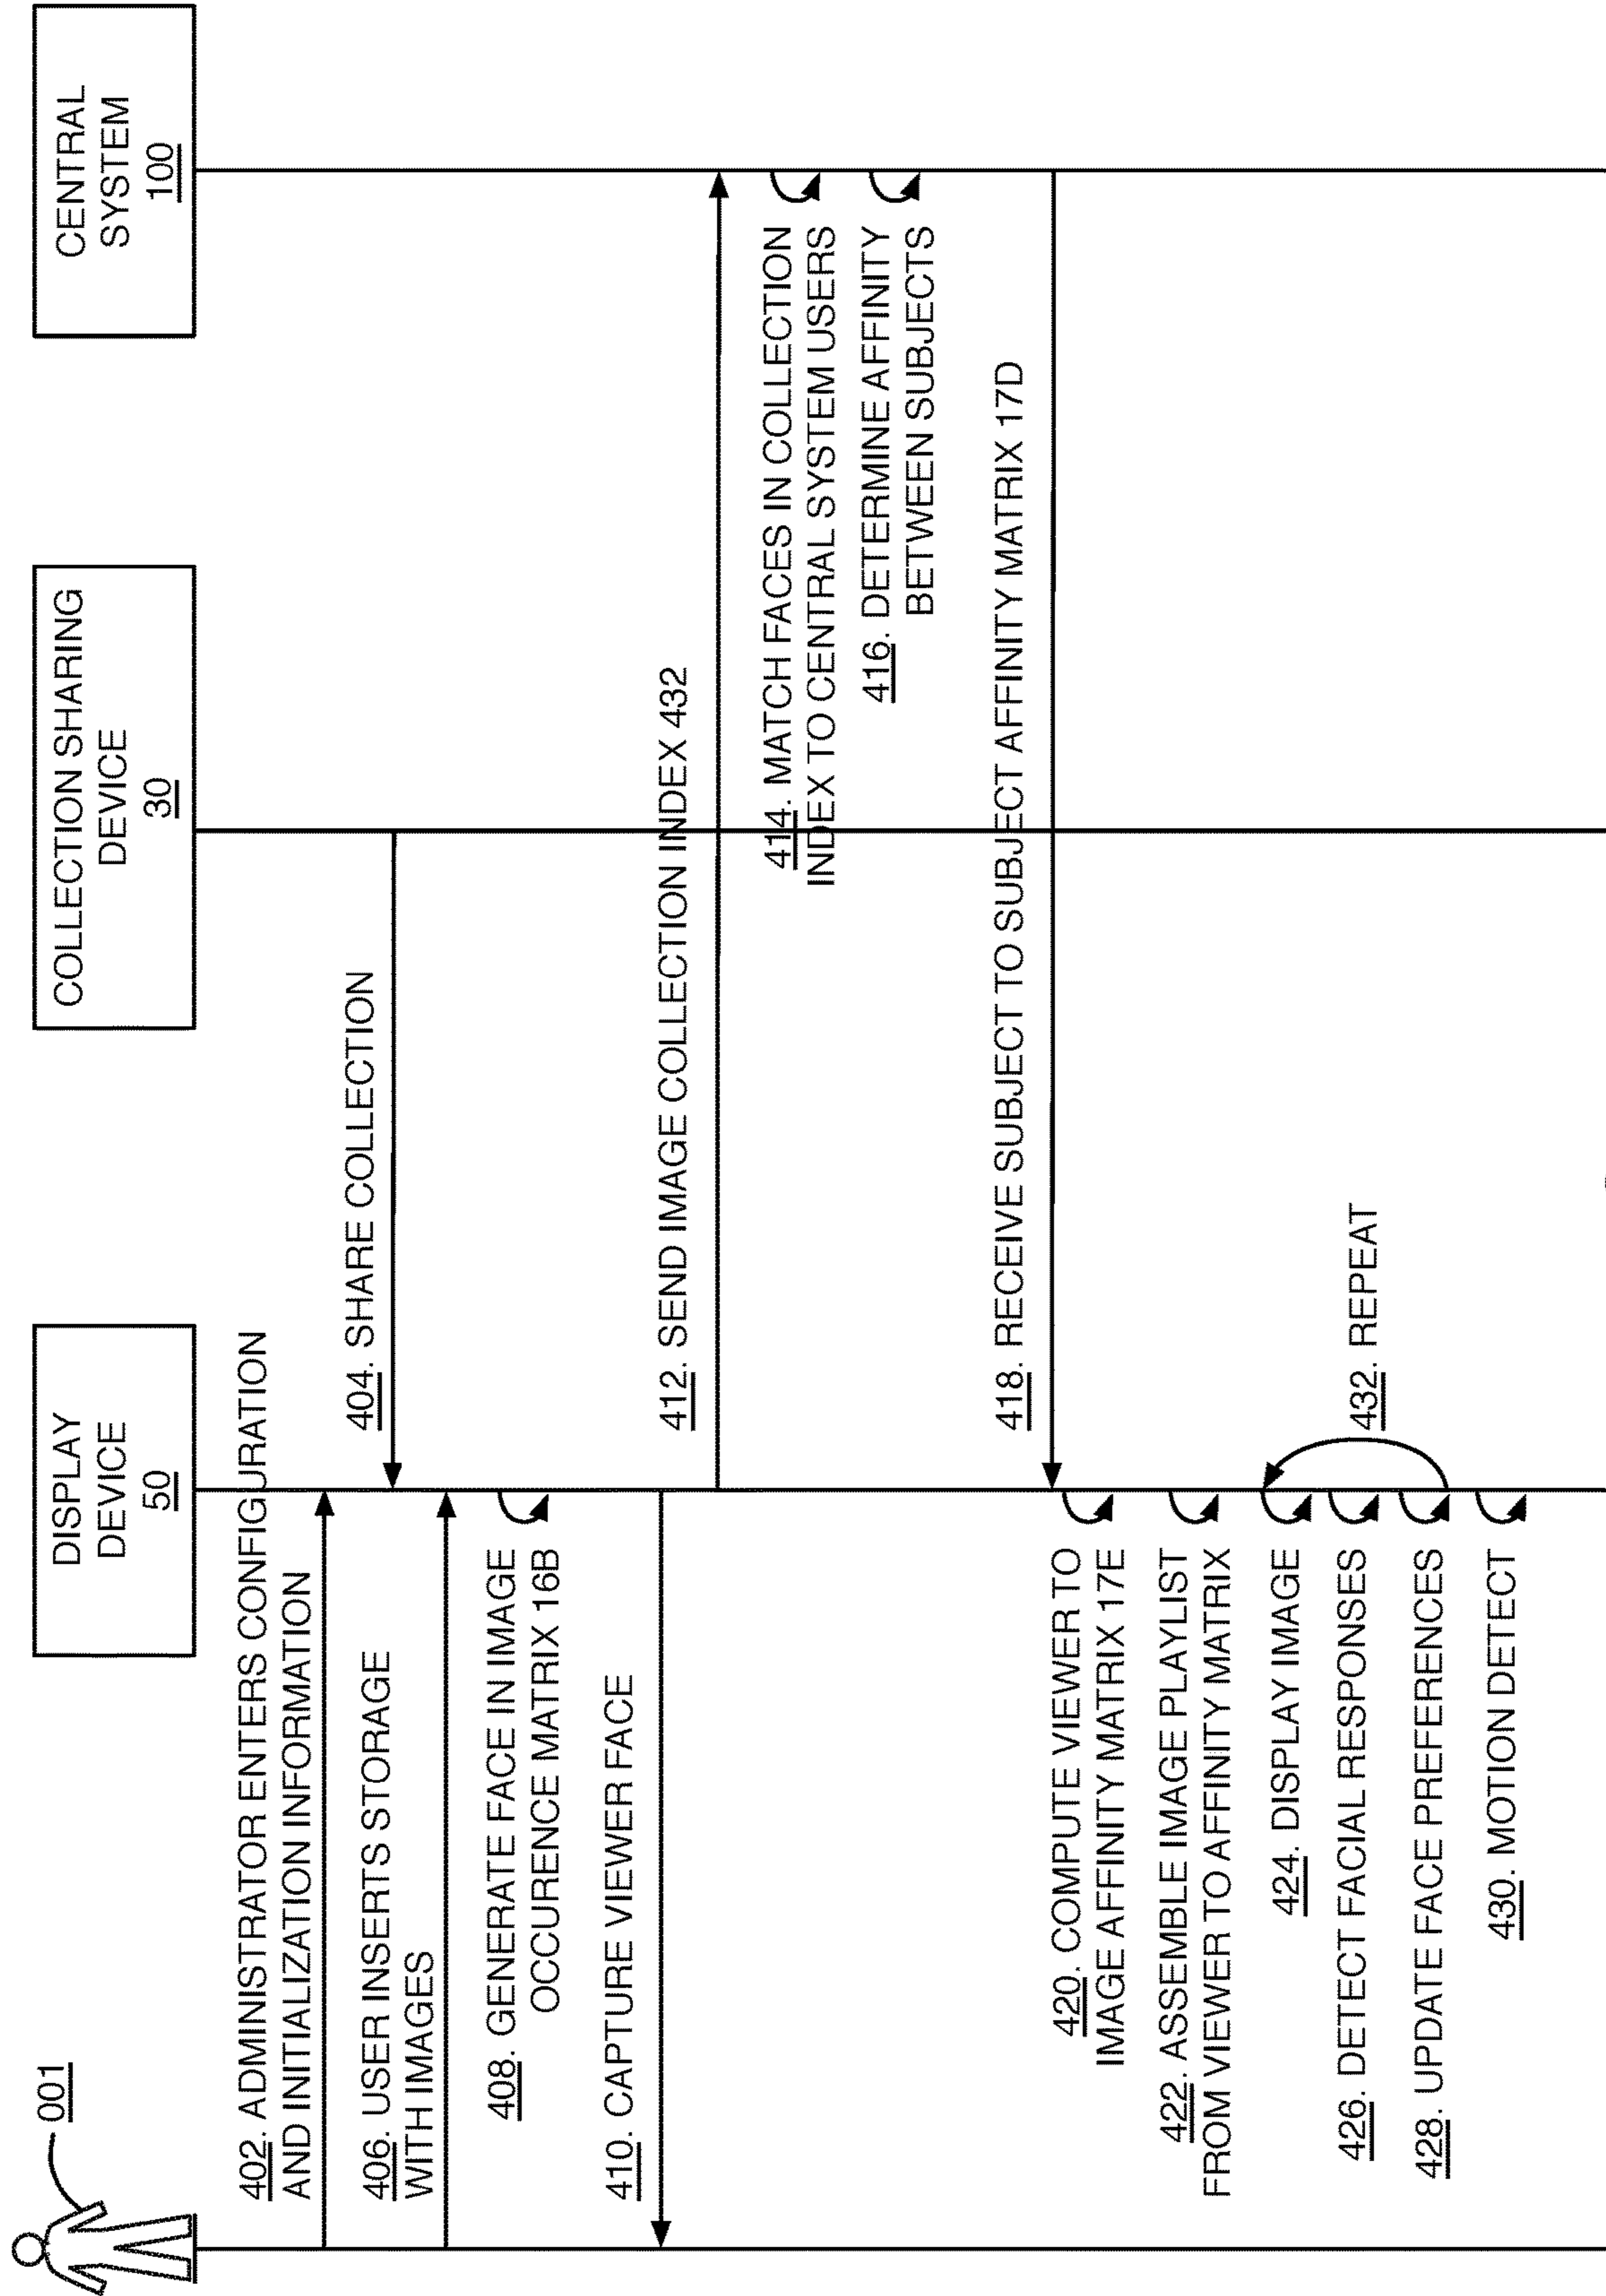 001
DISPLAY
DEVICE
50
COLLECTION SHARING
DEVICE
30
CENTRAL
SYSTEM
100
402. ADMINISTRATOR ENTERS CONFIGURATION
AND INITIALIZATION INFORMATION
404. SHARE COLLECTION
406. USER INSERTS STORAGE
WITH IMAGES
408. GENERATE FACE IN IMAGE
OCCURENCE MATRIX 16B
410. CAPTURE VIEWER FACE
412. SEND IMAGE COLLECTION INDEX 432
414. MATCH FACES IN COLLECTION
INDEX TO CENTRAL SYSTEM USERS
416. DETERMINE AFFINITY
BETWEEN SUBJECTS
418. RECEIVE SUBJECT TO SUBJECT AFFINITY MATRIX 17D
420. COMPUTE VIEWER TO
IMAGE AFFINITY MATRIX 17E
422. ASSEMBLE IMAGE PLAYLIST
FROM VIEWER TO AFFINITY MATRIX
424. DISPLAY IMAGE
426. DETECT FACIAL RESPONSES
428. UPDATE FACE PREFERENCES
430. MOTION DETECT
432. REPEAT